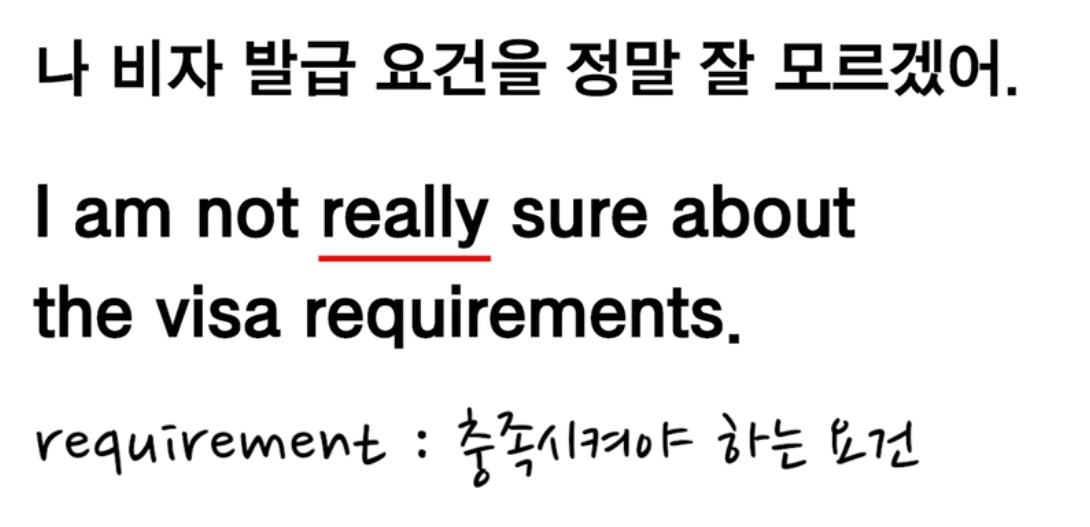 나 비자 발급 요건을 정말 잘 모르겠어.
I am not really sure about
the visa requirements.
requirement : 충족시켜야 하는 요건